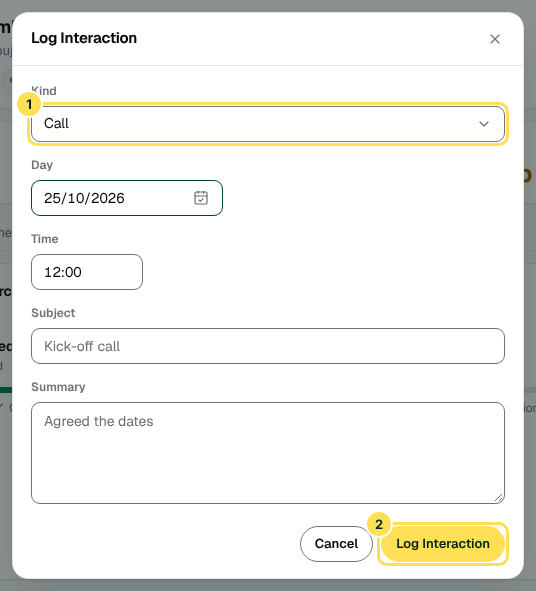 Log Interaction
Kind
1
Call
Day
25/10/2026
Time
12:00
Subject
Kick-off call
Summary
Agreed the dates
2
Cancel
Log Interaction